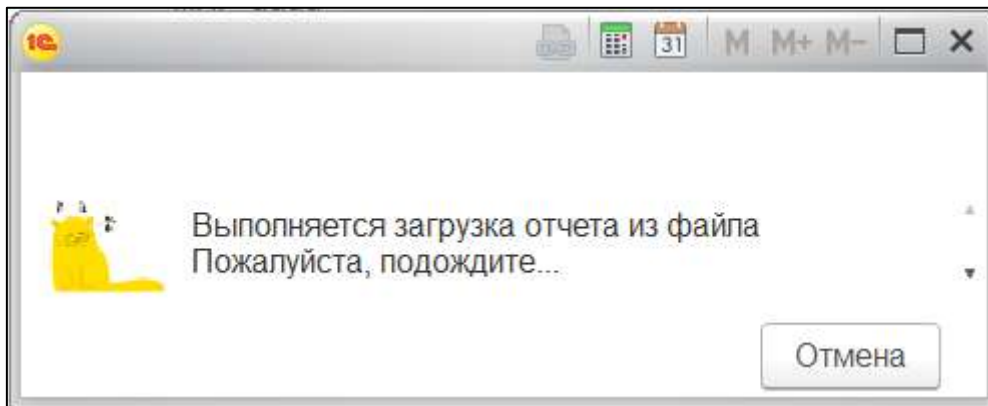 1С
31 M M+ M-
Выполняется загрузка отчета из файла
Пожалуйста, подождите...
Отмена